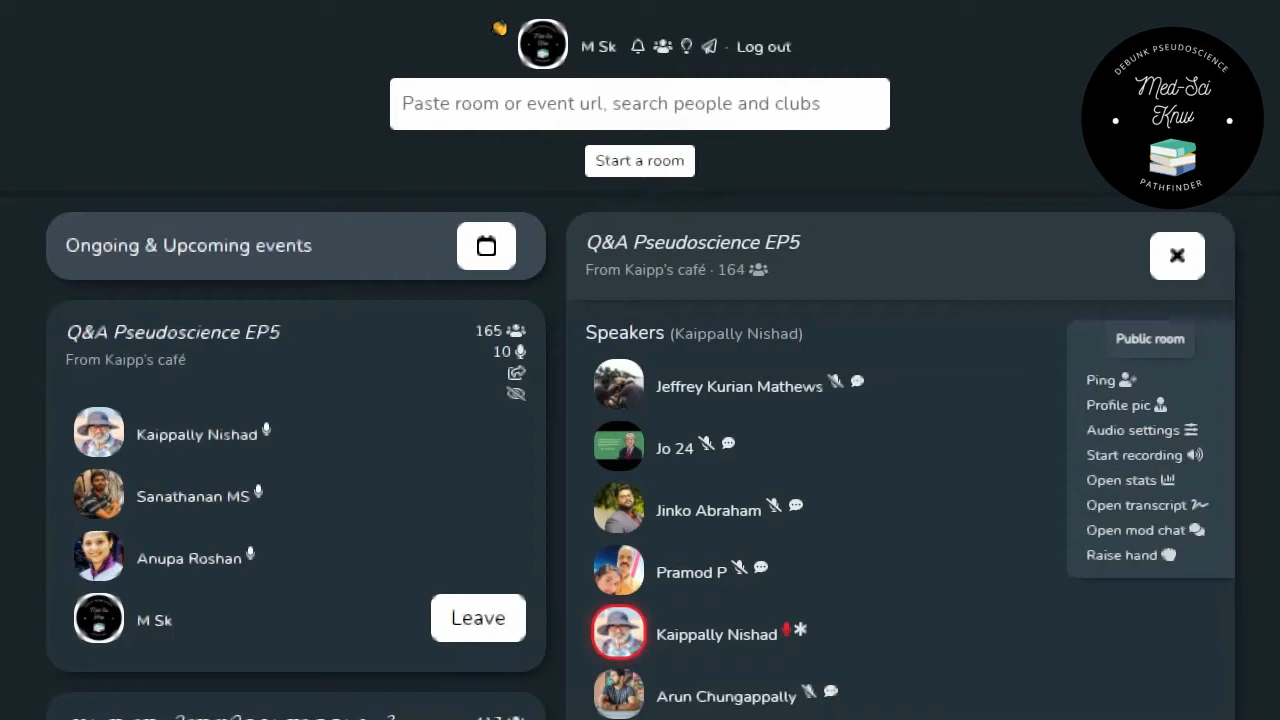 M Sk · Log out
Paste room or event url, search people and clubs
Start a room
DEBUNK PSEUDOSCIENCE
Med-Sci
Knw
PATHFINDER
Ongoing & Upcoming events
Q&A Pseudoscience EP5
165
From Kaipp's café
10
Kaippally Nishad
Sanathanan MS
Anupa Roshan
M Sk
Leave
Q&A Pseudoscience EP5
From Kaipp's café · 164
Speakers (Kaippally Nishad)
Jeffrey Kurian Mathews
Jo 24
Jinko Abraham
Pramod P
Kaippally Nishad
Arun Chungappally
Public room
Ping
Profile pic
Audio settings
Start recording
Open stats
Open transcript
Open mod chat
Raise hand